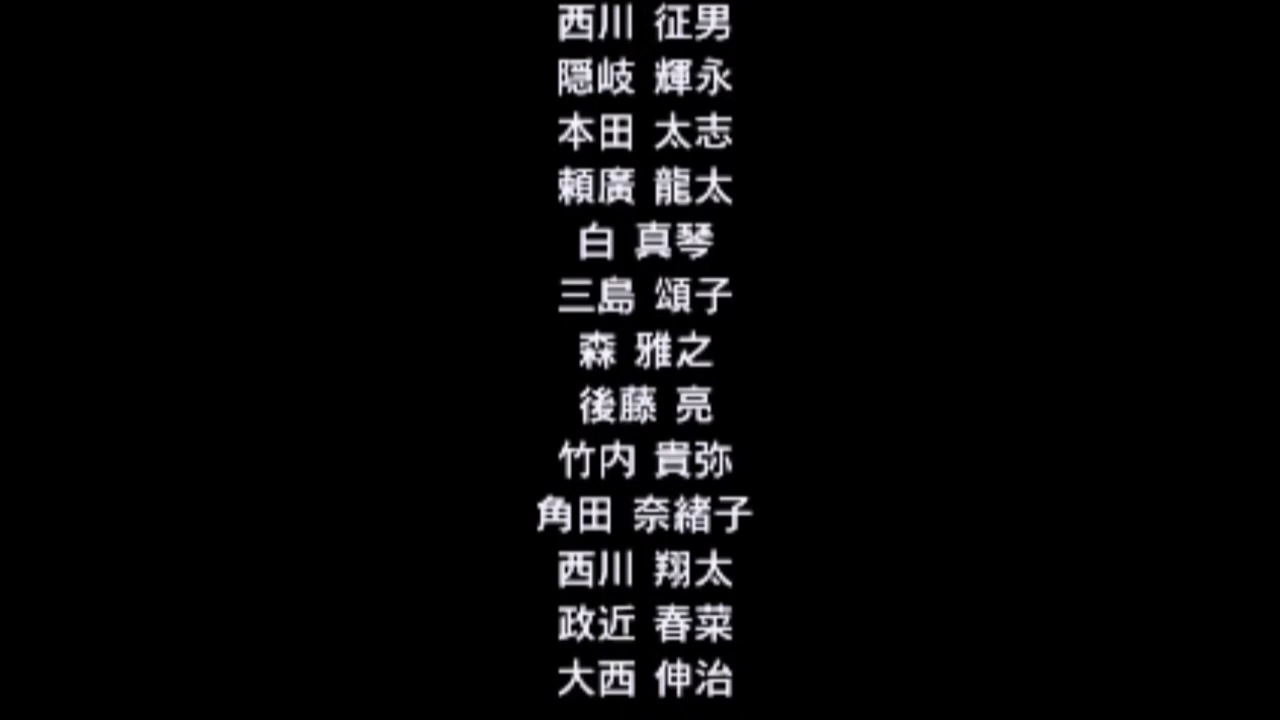 西川 征男
隠岐 輝永
本田 太志
頼廣 龍太
白 真琴
三島 頌子
森 雅之
後藤 亮
竹内 貴弥
角田 奈緒子
西川 翔太
政近 春菜
大西 伸治